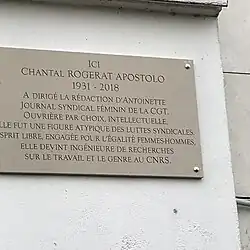 ICI
CHANTAL ROGERAT APOSTOLO
1931 - 2018
A DIRIGÉ LA RÉDACTION D'ANTOINETTE
JOURNAL SYNDICAL FÉMININ DE LA CGT.
OUVRIÈRE PAR CHOIX, INTELLECTUELLE,
ELLE FUT UNE FIGURE ATYPIQUE DES LUTTES SYNDICALES.
ESPRIT LIBRE, ENGAGÉE POUR L'ÉGALITÉ FEMMES-HOMMES,
ELLE DEVINT INGÉNIEURE DE RECHERCHES
SUR LE TRAVAIL ET LE GENRE AU CNRS.